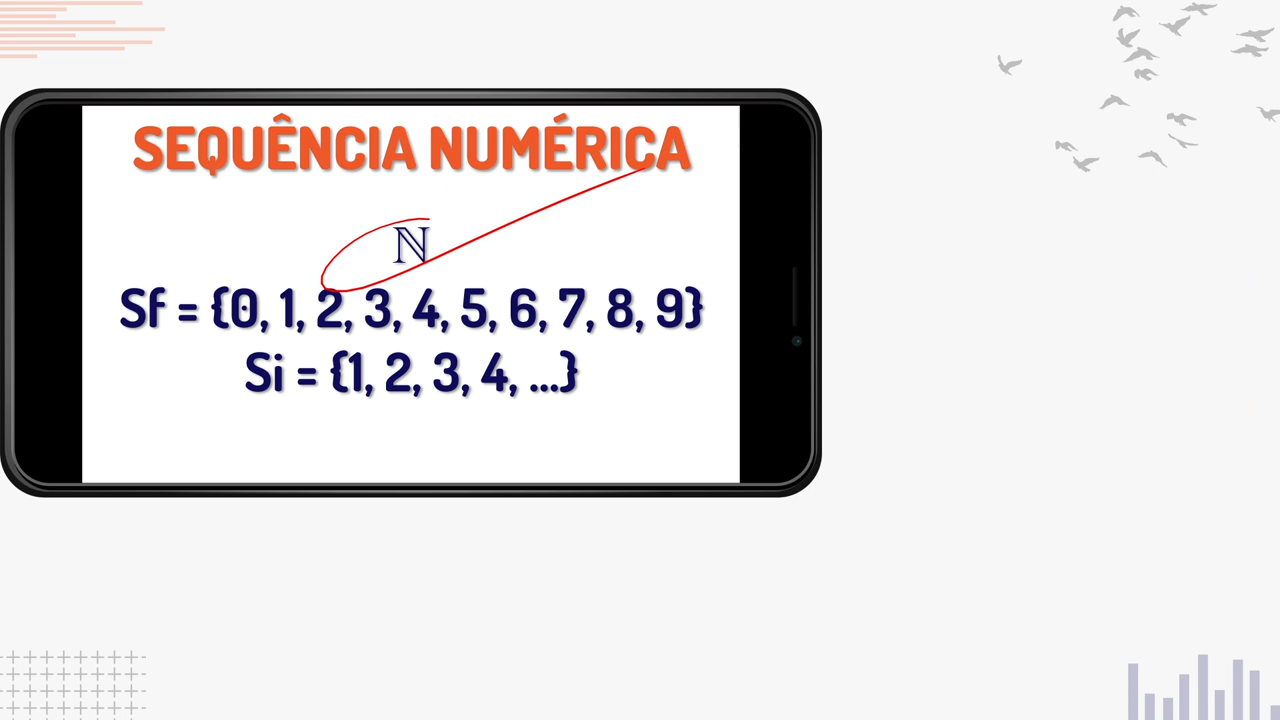 SEQUÊNCIA NUMÉRICA
ℕ
Sf = {0, 1, 2, 3, 4, 5, 6, 7, 8, 9}
Si = {1, 2, 3, 4, ...}